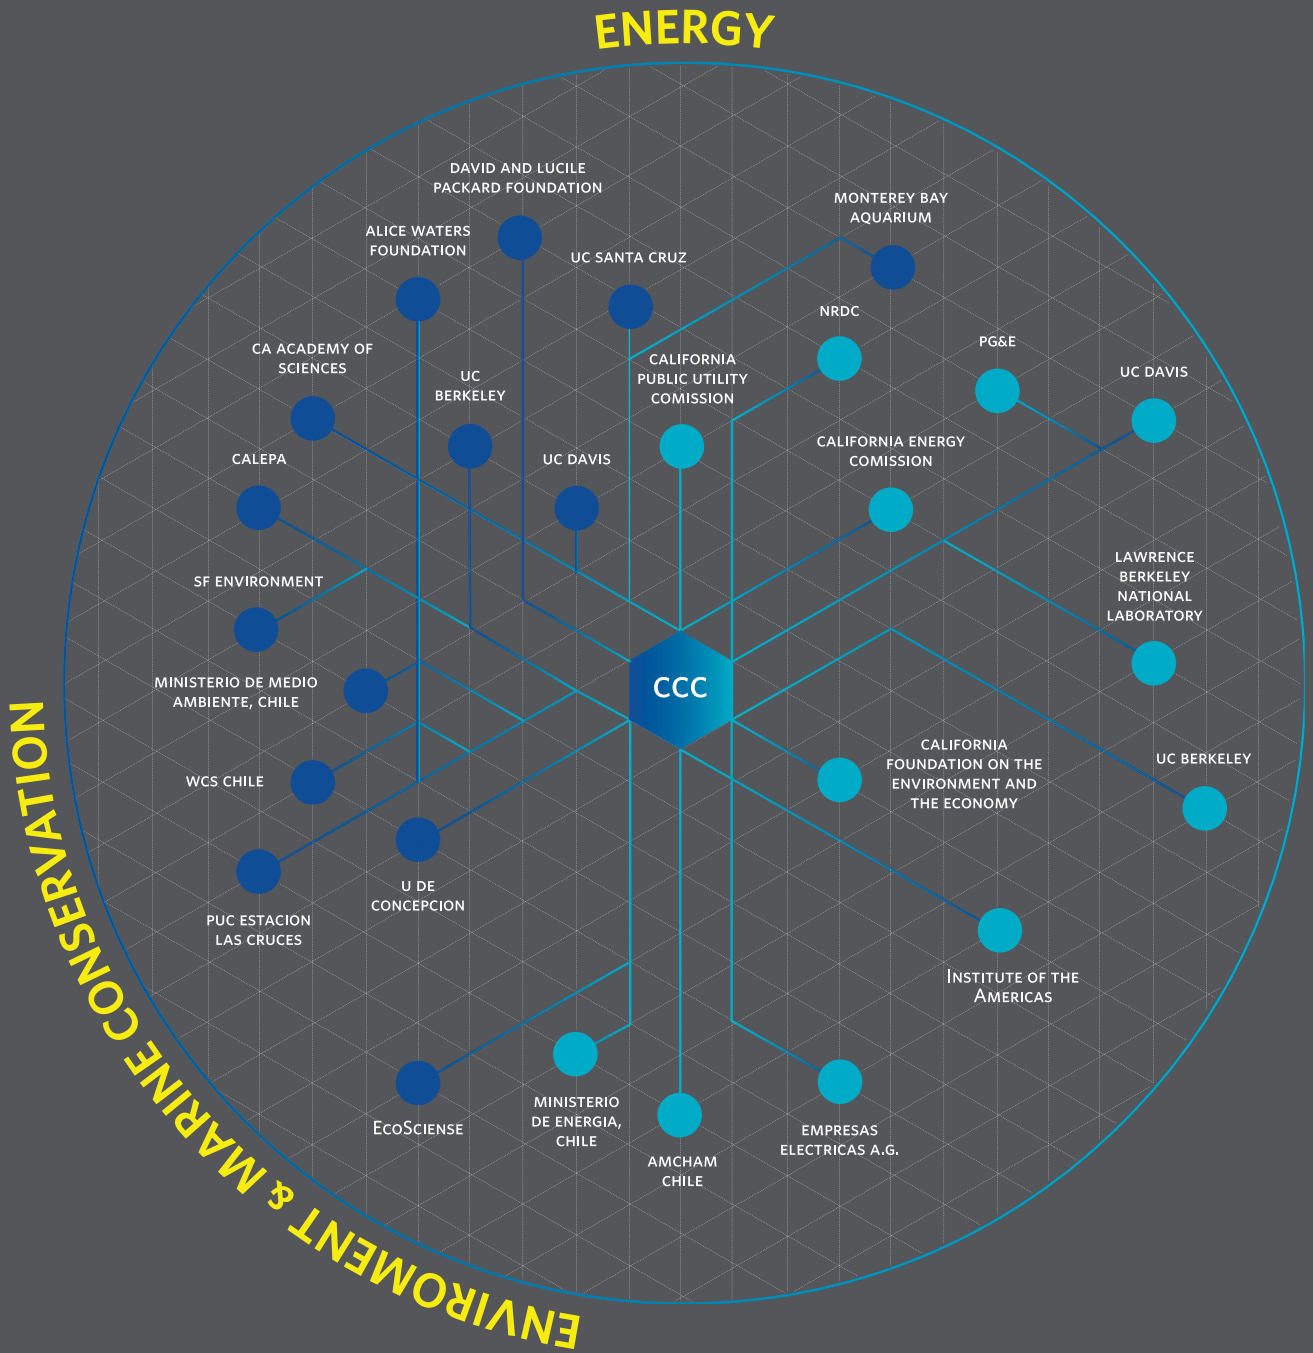 ENERGY
DAVID AND LUCILE
PACKARD FOUNDATION
MONTEREY BAY
AQUARIUM
ALICE WATERS
FOUNDATION
UC SANTA CRUZ
NRDC
CA ACADEMY OF
SCIENCES
UC
BERKELEY
CALIFORNIA
PUBLIC UTILITY
COMISSION
PG&E
UC DAVIS
CALEPA
UC DAVIS
CALIFORNIA ENERGY
COMISSION
SF ENVIRONMENT
LAWRENCE
BERKELEY
NATIONAL
LABORATORY
MINISTERIO DE MEDIO
AMBIENTE, CHILE
CCC
WCS CHILE
CALIFORNIA
FOUNDATION ON THE
ENVIRONMENT AND
THE ECONOMY
UC BERKELEY
U DE
CONCEPCION
PUC ESTACION
LAS CRUCES
INSTITUTE OF THE
AMERICAS
ECOSCIENSE
MINISTERIO
DE ENERGIA,
CHILE
AMCHAM
CHILE
EMPRESAS
ELECTRICAS A.G.
ENVIROMENT & MARINE CONSERVATION